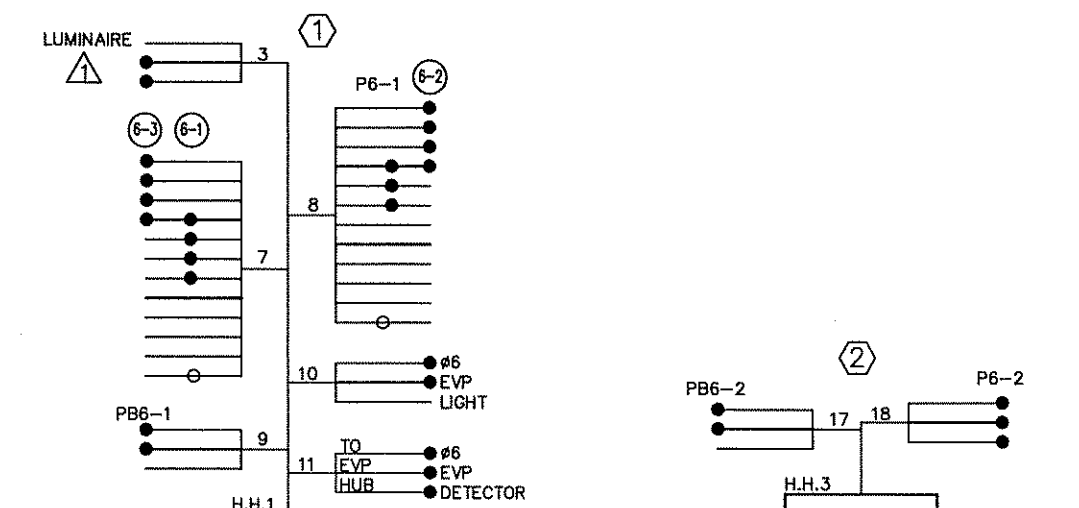 1
LUMINAIRE
1
3
P6-1
6-2
6-3
6-1
8
7
10
ø6
EVP
LIGHT
PB6-1
9
11
TO
EVP
HUB
ø6
EVP
DETECTOR
H.H.1
2
PB6-2
P6-2
17
18
H.H.3